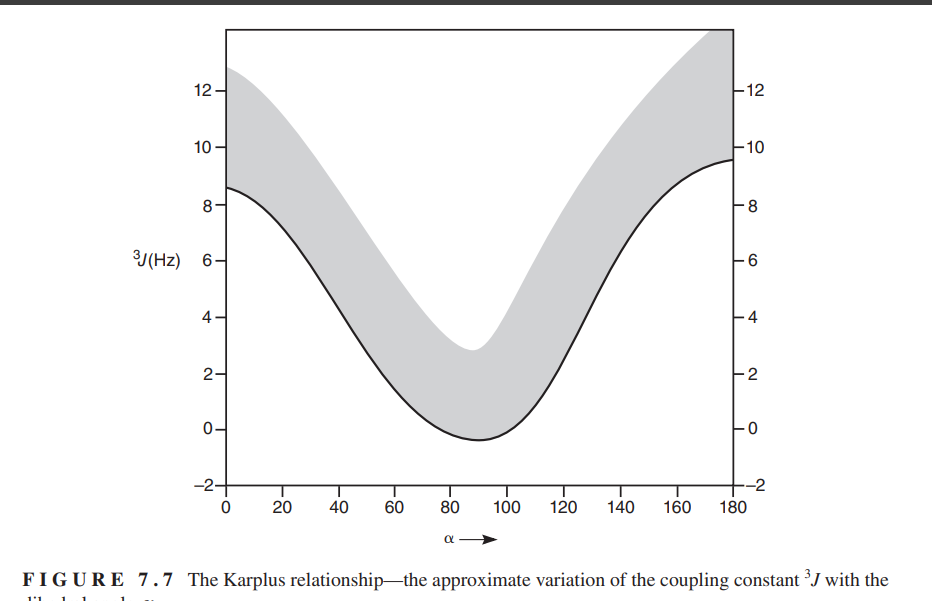 12 12
10 10
8 8
³J(Hz) 6 6
4 4
2 2
0 0
–2 –2
0 20 40 60 80 100 120 140 160 180
α
FIGURE 7.7 The Karplus relationship—the approximate variation of the coupling constant ³J with the